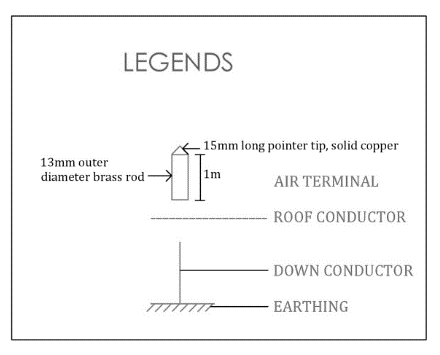 LEGENDS
15mm long pointer tip, solid copper
13mm outer
diameter brass rod
1m
AIR TERMINAL
ROOF CONDUCTOR
DOWN CONDUCTOR
EARTHING